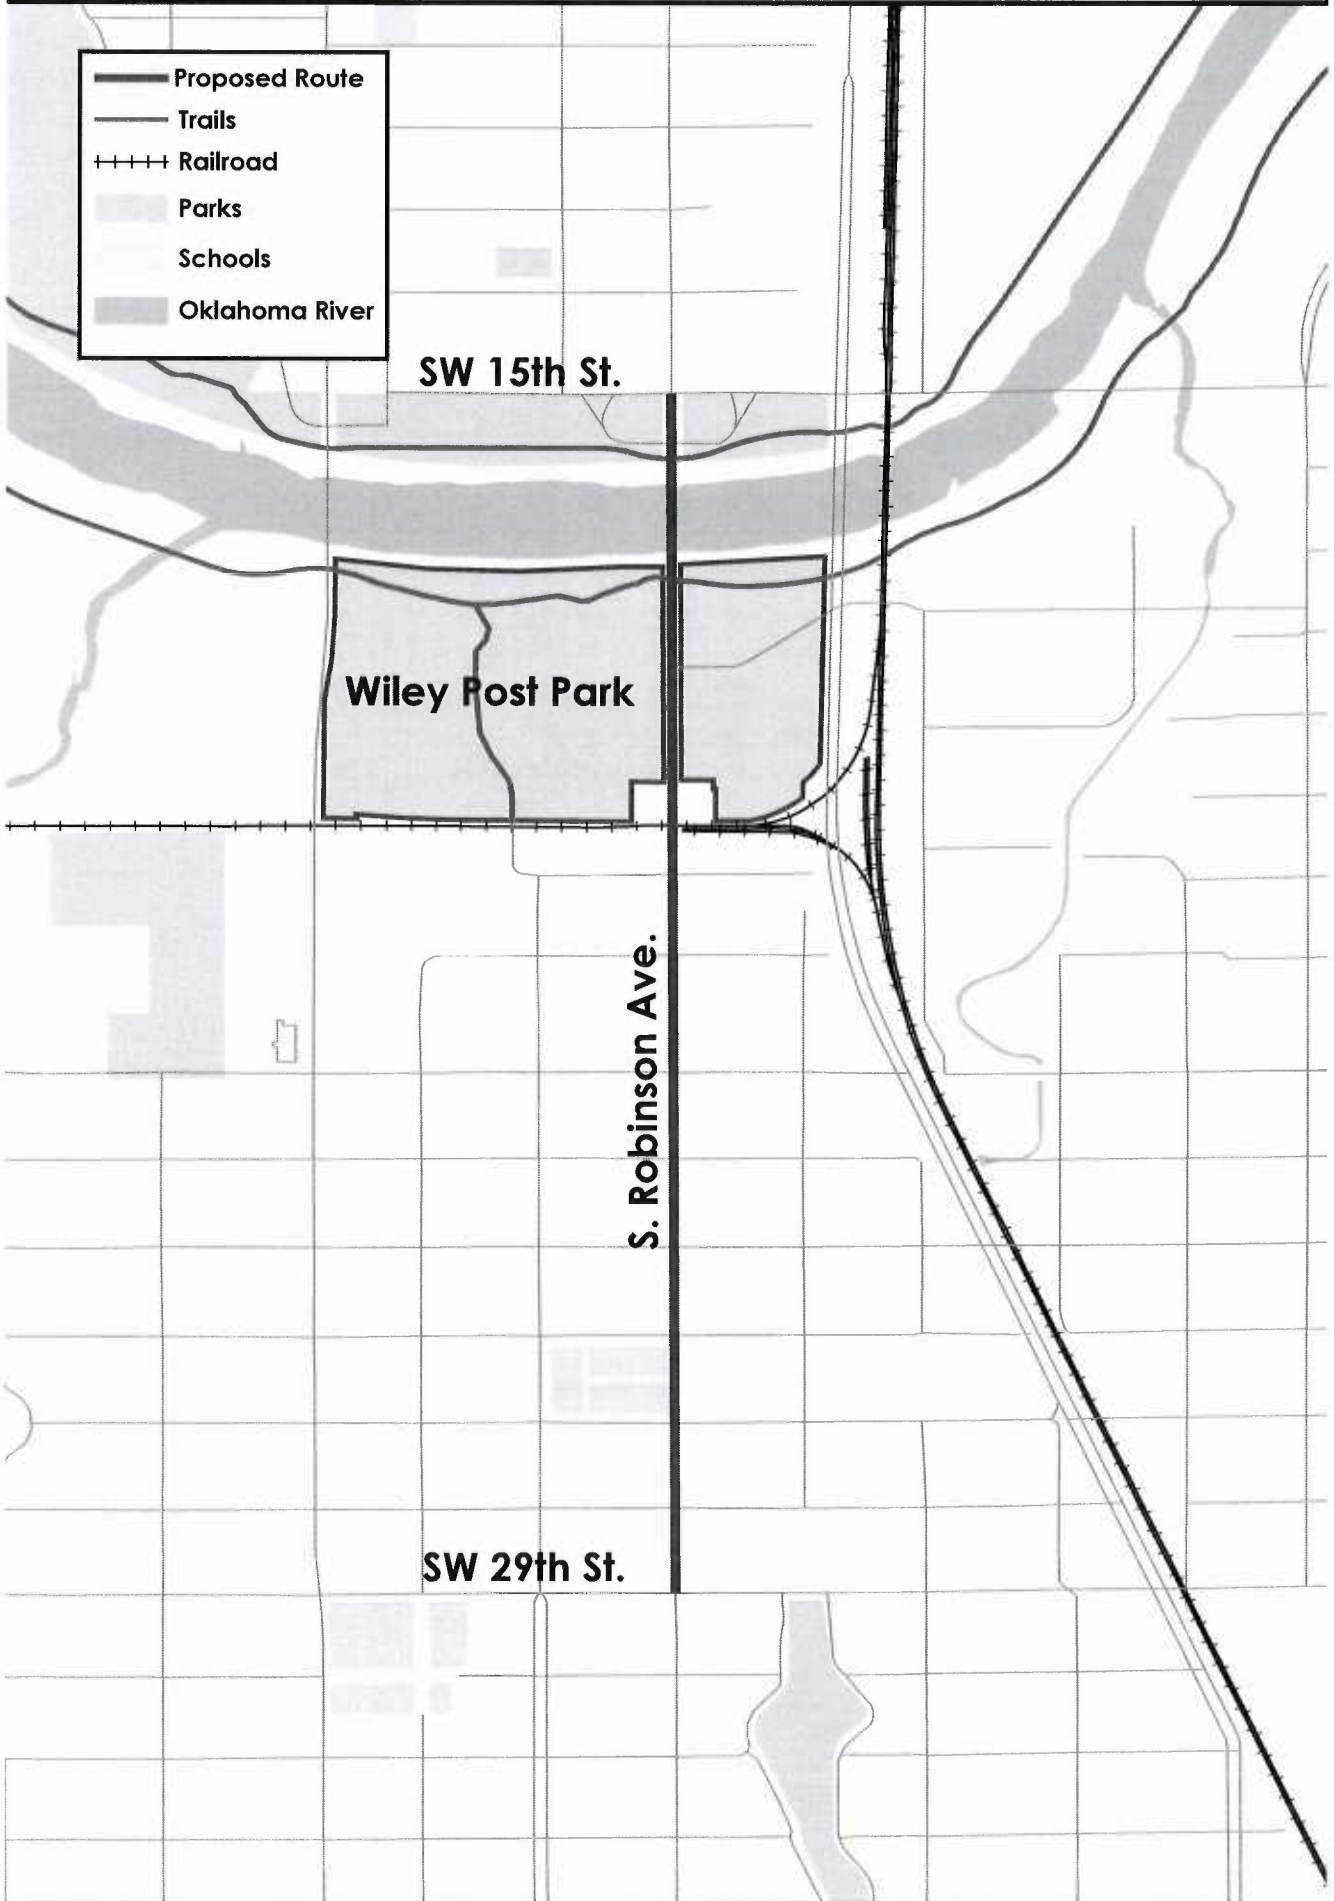 Proposed Route
Trails
Railroad
Parks
Schools
Oklahoma River
SW 15th St.
Wiley Post Park
S. Robinson Ave.
SW 29th St.